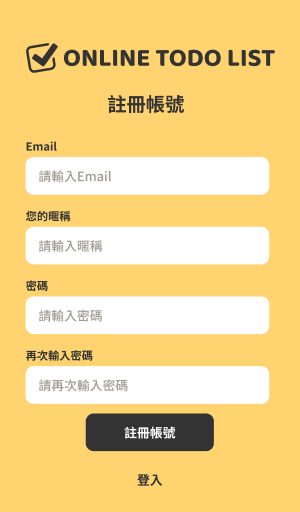 ONLINE TODO LIST
註冊帳號
Email
請輸入Email
您的暱稱
請輸入暱稱
密碼
請輸入密碼
再次輸入密碼
請再次輸入密碼
註冊帳號
登入